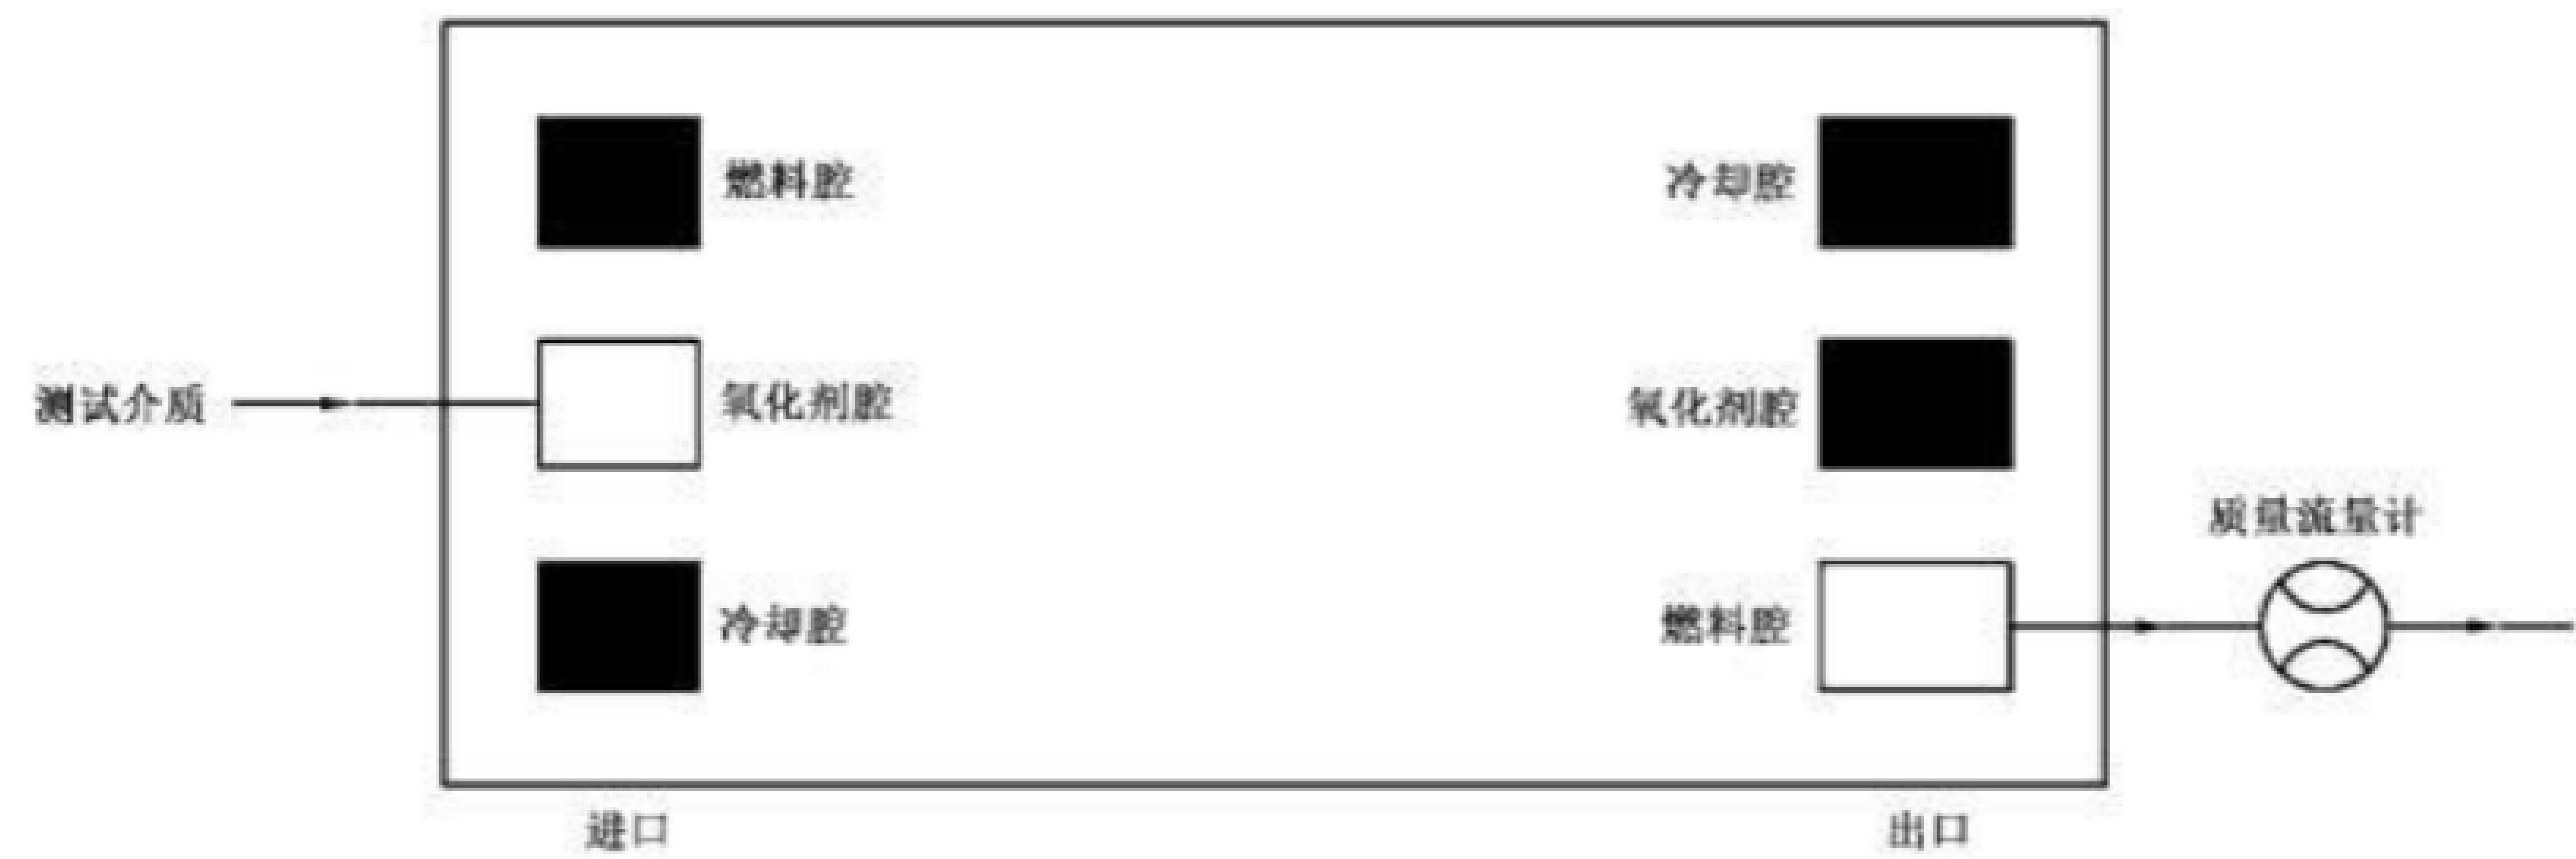 燃料腔
冷却腔
测试介质
氧化剂腔
氧化剂腔
质量流量计
冷却腔
燃料腔
进口
出口